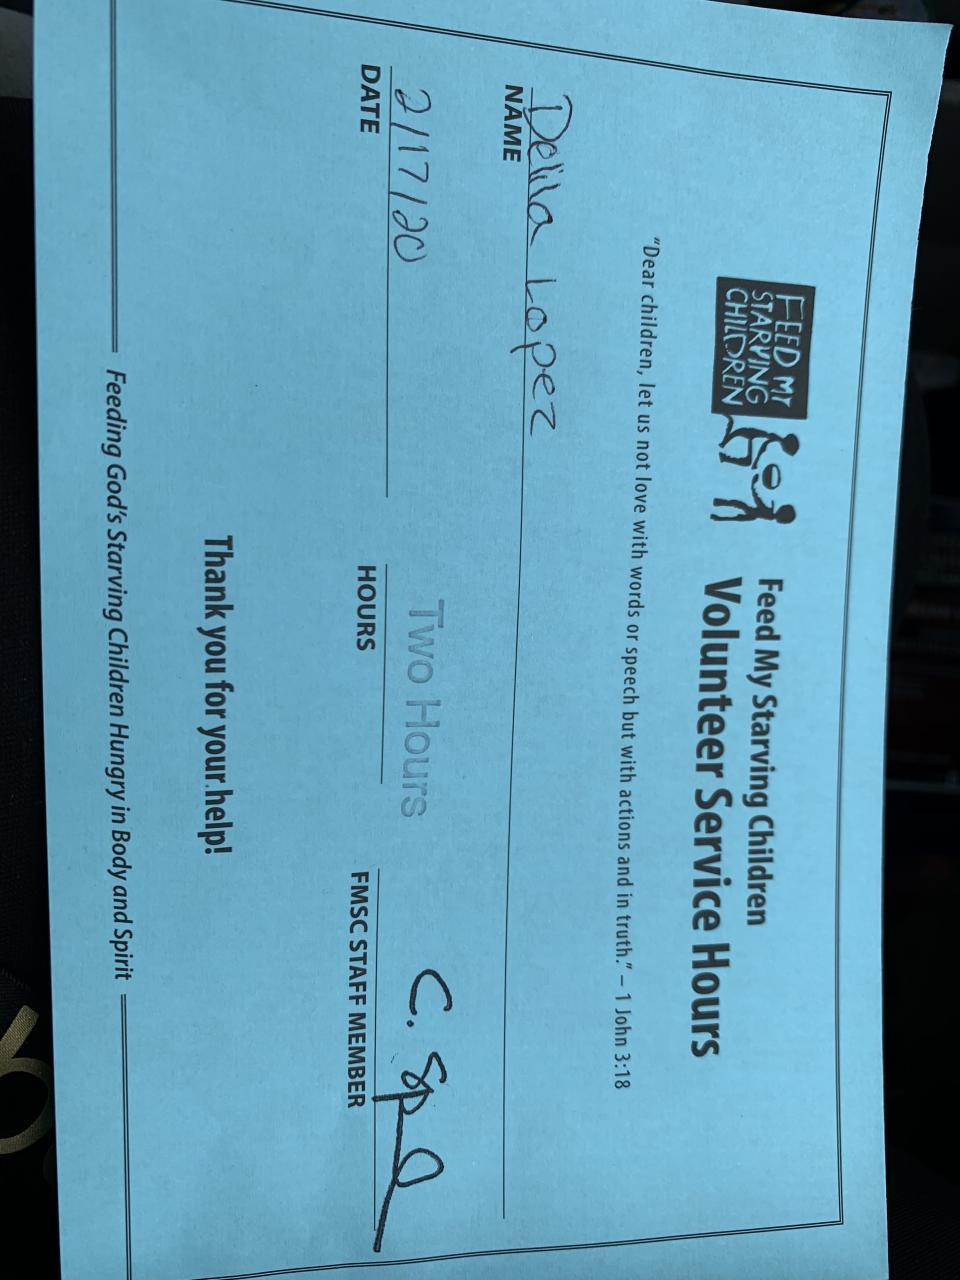 FEED MY
STARVING
CHILDREN
Feed My Starving Children
Volunteer Service Hours
"Dear children, let us not love with words or speech but with actions and in truth." – 1 John 3:18
Delila Lopez
NAME
2/17/20
DATE
Two Hours
HOURS
C.
FMSC STAFF MEMBER
Thank you for your help!
Feeding God's Starving Children Hungry in Body and Spirit